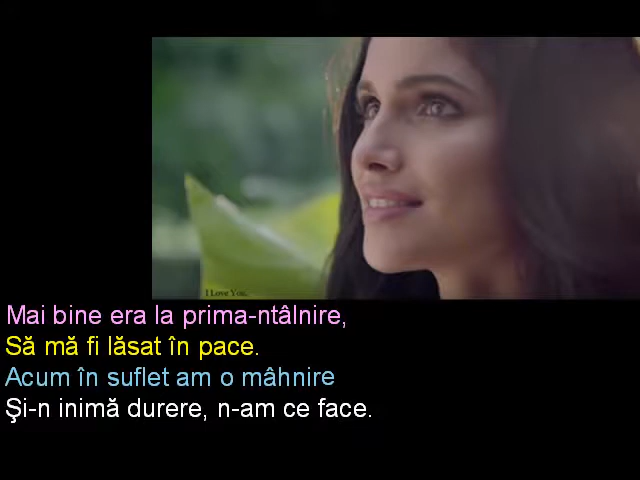 I Love You.
Mai bine era la prima-ntâlnire,
Să mă fi lăsat în pace.
Acum în suflet am o mâhnire
Şi-n inimă durere, n-am ce face.